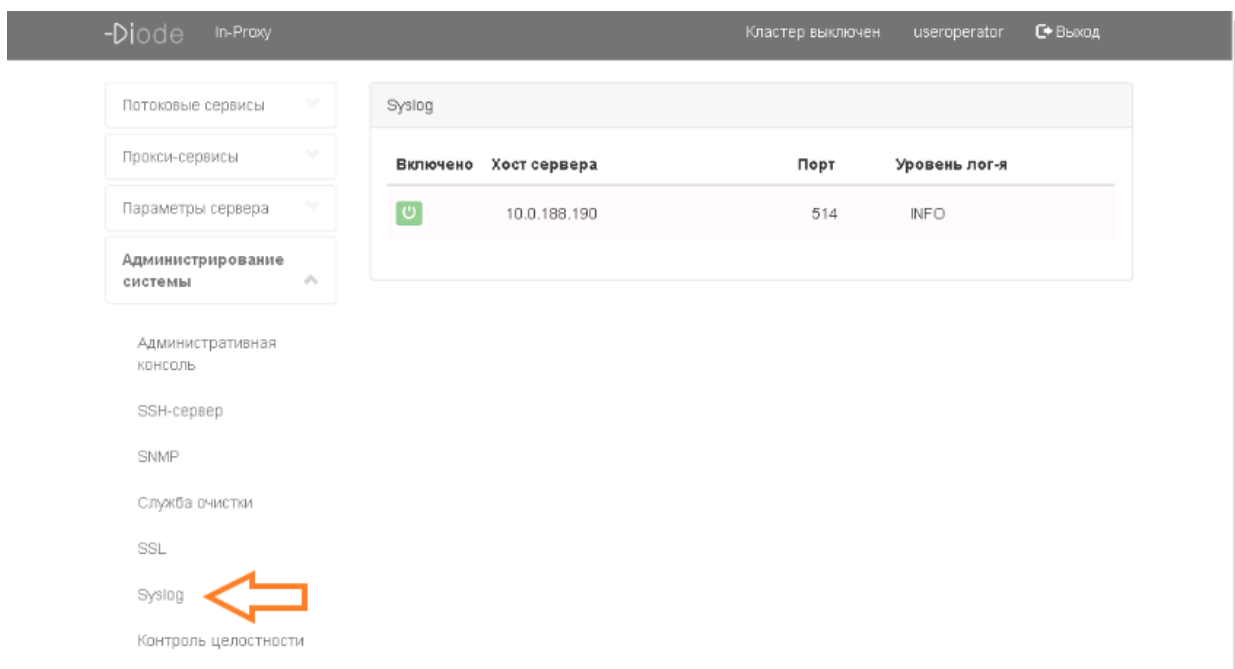 -Diode In-Proxy Кластер выключен useroperator Выход
Потоковые сервисы
Прокси-сервисы
Параметры сервера
Администрирование
системы
Административная
консоль
SSH-сервер
SNMP
Служба очистки
SSL
Syslog
Контроль целостности
Syslog
Включено Хост сервера Порт Уровень лог-я
10.0.188.190 514 INFO